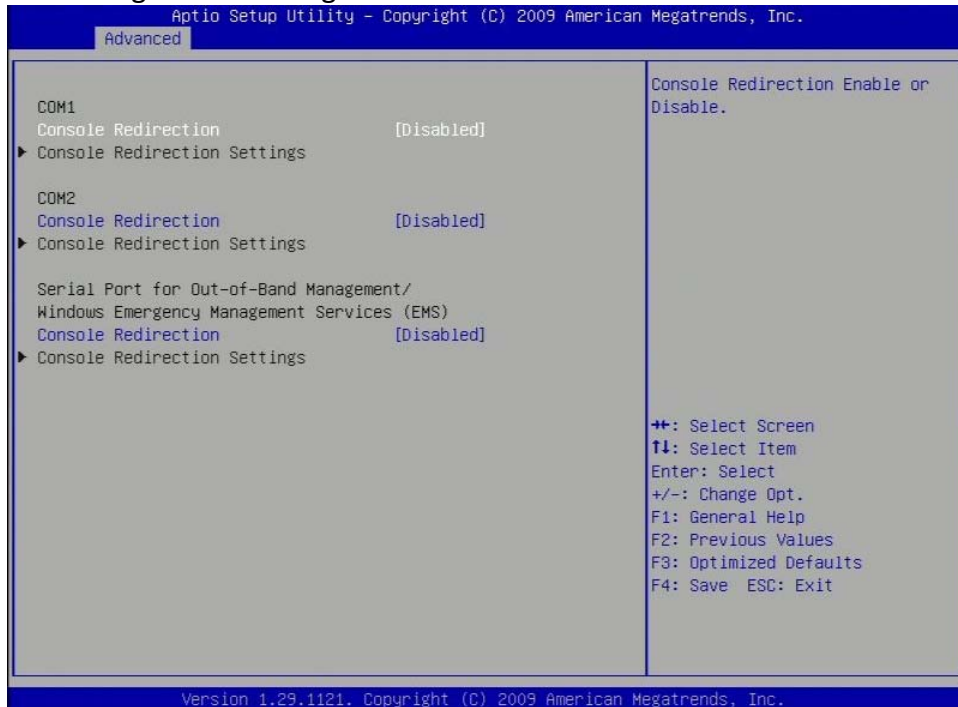 Aptio Setup Utility – Copyright (C) 2009 American Megatrends, Inc.
Advanced
COM1
Console Redirection [Disabled]
Console Redirection Settings
COM2
Console Redirection [Disabled]
Console Redirection Settings
Serial Port for Out-of-Band Management/
Windows Emergency Management Services (EMS)
Console Redirection [Disabled]
Console Redirection Settings
Console Redirection Enable or
Disable.
→←: Select Screen
↑↓: Select Item
Enter: Select
+/-: Change Opt.
F1: General Help
F2: Previous Values
F3: Optimized Defaults
F4: Save ESC: Exit
Version 1.29.1121. Copyright (C) 2009 American Megatrends, Inc.